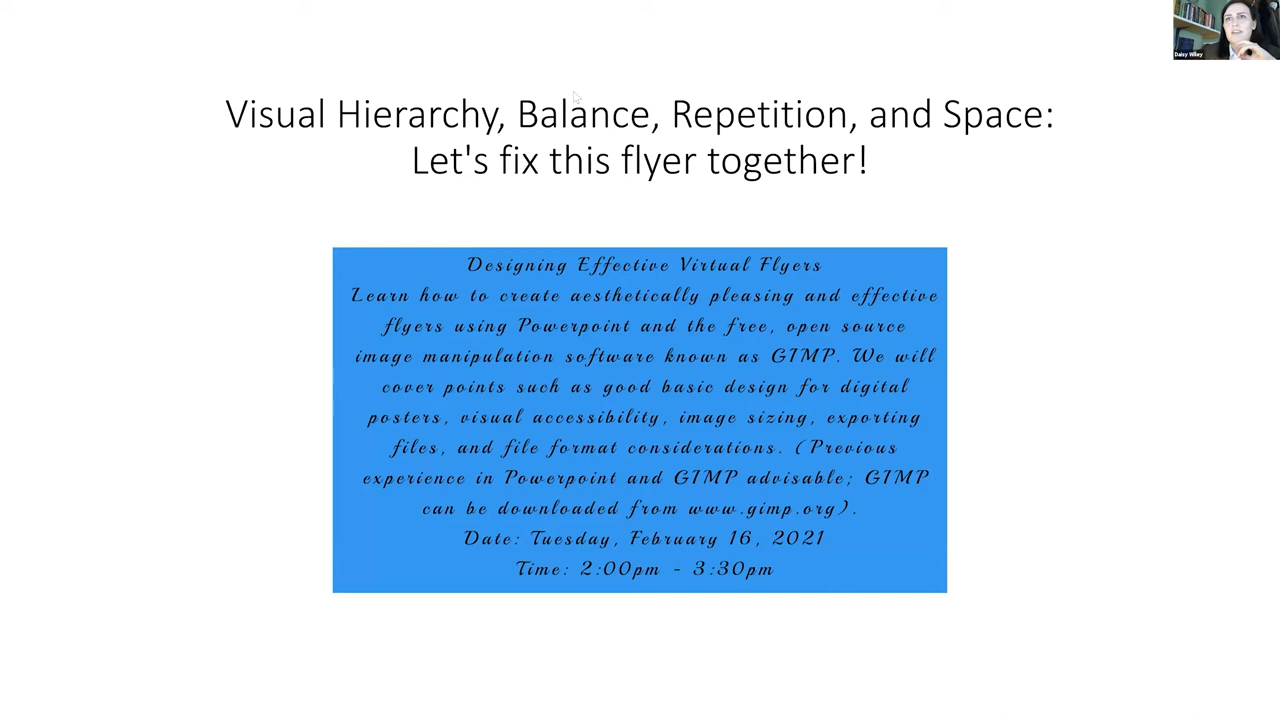 Daisy Wiley
Visual Hierarchy, Balance, Repetition, and Space:
Let's fix this flyer together!
Designing Effective Virtual Flyers
Learn how to create aesthetically pleasing and effective
flyers using Powerpoint and the free, open source
image manipulation software known as GIMP. We will
cover points such as good basic design for digital
posters, visual accessibility, image sizing, exporting
files, and file format considerations. (Previous
experience in Powerpoint and GIMP advisable; GIMP
can be downloaded from www.gimp.org).
Date: Tuesday, February 16, 2021
Time: 2:00pm - 3:30pm